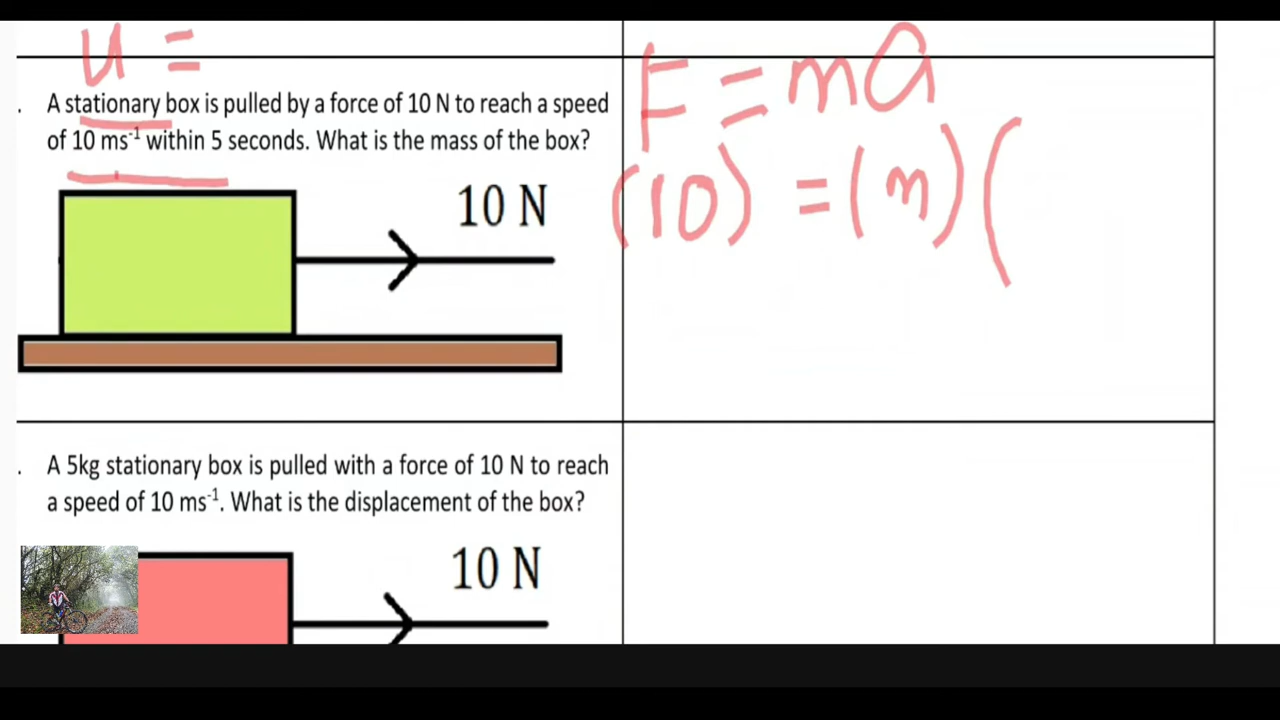 u =
F = ma
. A stationary box is pulled by a force of 10 N to reach a speed
of 10 ms⁻¹ within 5 seconds. What is the mass of the box?
10 N
(10) = (m)(
. A 5kg stationary box is pulled with a force of 10 N to reach
a speed of 10 ms⁻¹. What is the displacement of the box?
10 N